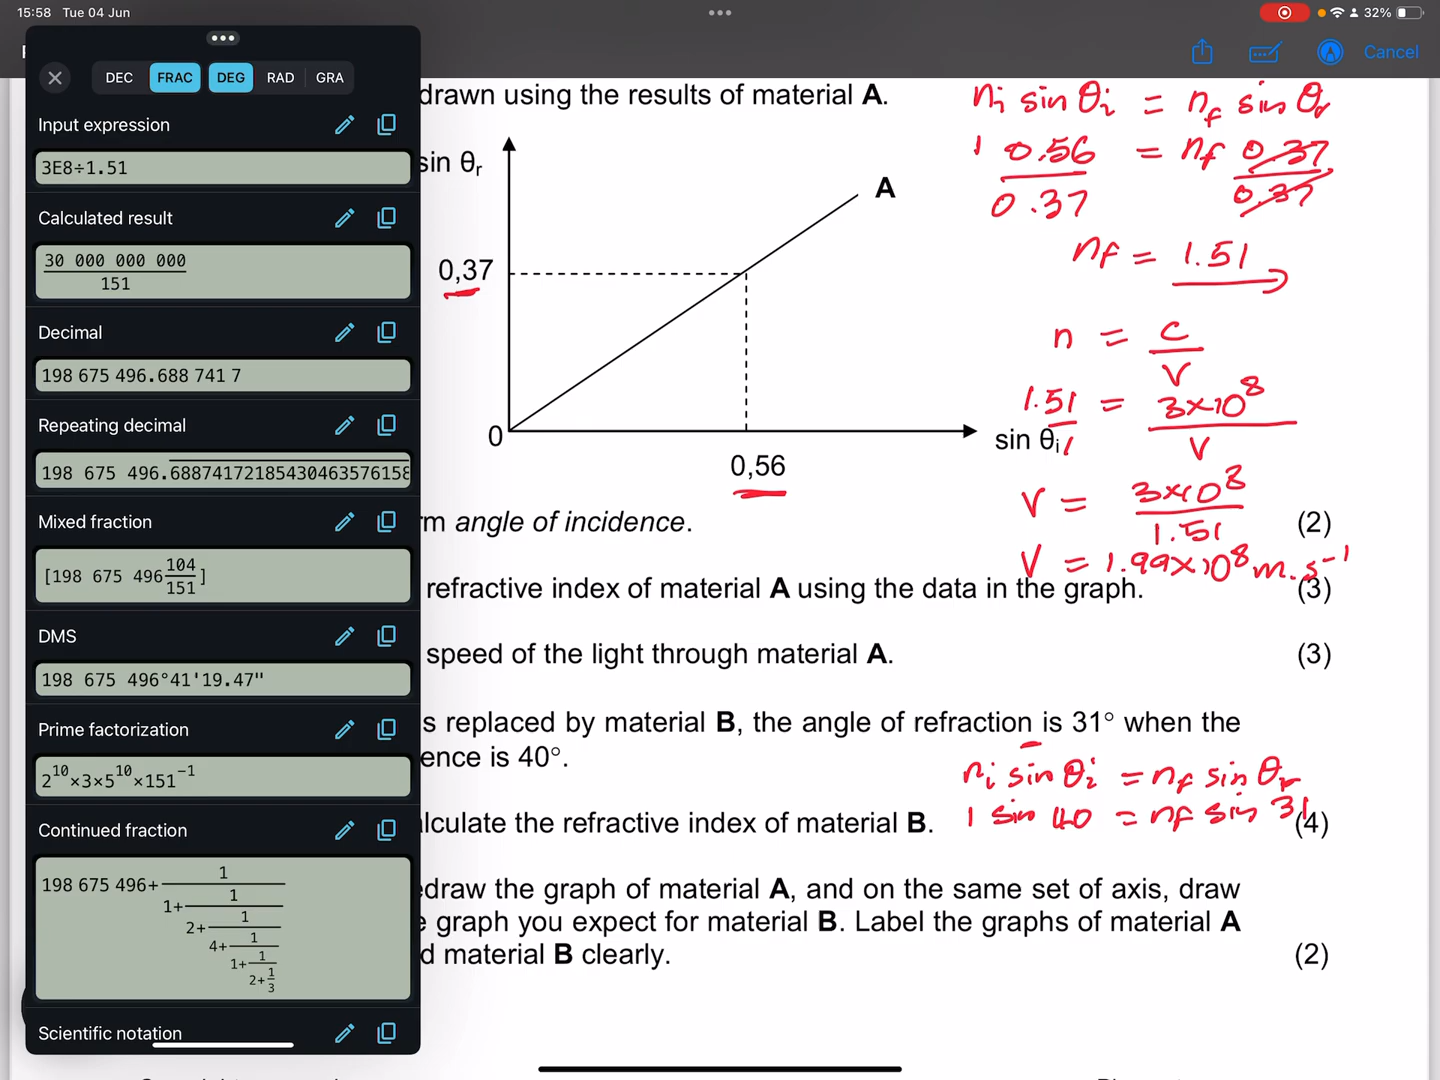 15:58 Tue 04 Jun
32%
Cancel
DEC FRAC DEG RAD GRA
Input expression
3E8÷1.51
Calculated result
30 000 000 000
151
Decimal
198 675 496.688 741 7
Repeating decimal
198 675 496.68874172185430463576158
Mixed fraction
[198 675 496 104/151]
DMS
198 675 496°41'19.47"
Prime factorization
2^10×3×5^10×151^-1
Continued fraction
198 675 496+
1
1+
1
2+
1
4+
1
1+
1
2+
1
3
Scientific notation
drawn using the results of material A.
sin θr
A
0,37
0
sin θi
0,56
angle of incidence.
(2)
refractive index of material A using the data in the graph.
(3)
speed of the light through material A.
(3)
s replaced by material B, the angle of refraction is 31° when the
ence is 40°.
lculate the refractive index of material B.
(4)
draw the graph of material A, and on the same set of axis, draw
graph you expect for material B. Label the graphs of material A
d material B clearly.
(2)
ni sin θi = nf sin θr
1 0.56 = nf 0.37
0.37 0.37
nf = 1.51
n = c
v
1.51 = 3×10^8
1 v
v = 3×10^8
1.51
v = 1.99×10^8 m.s^-1
ni sin θi = nf sin θr
1 sin 40 = nf sin 31